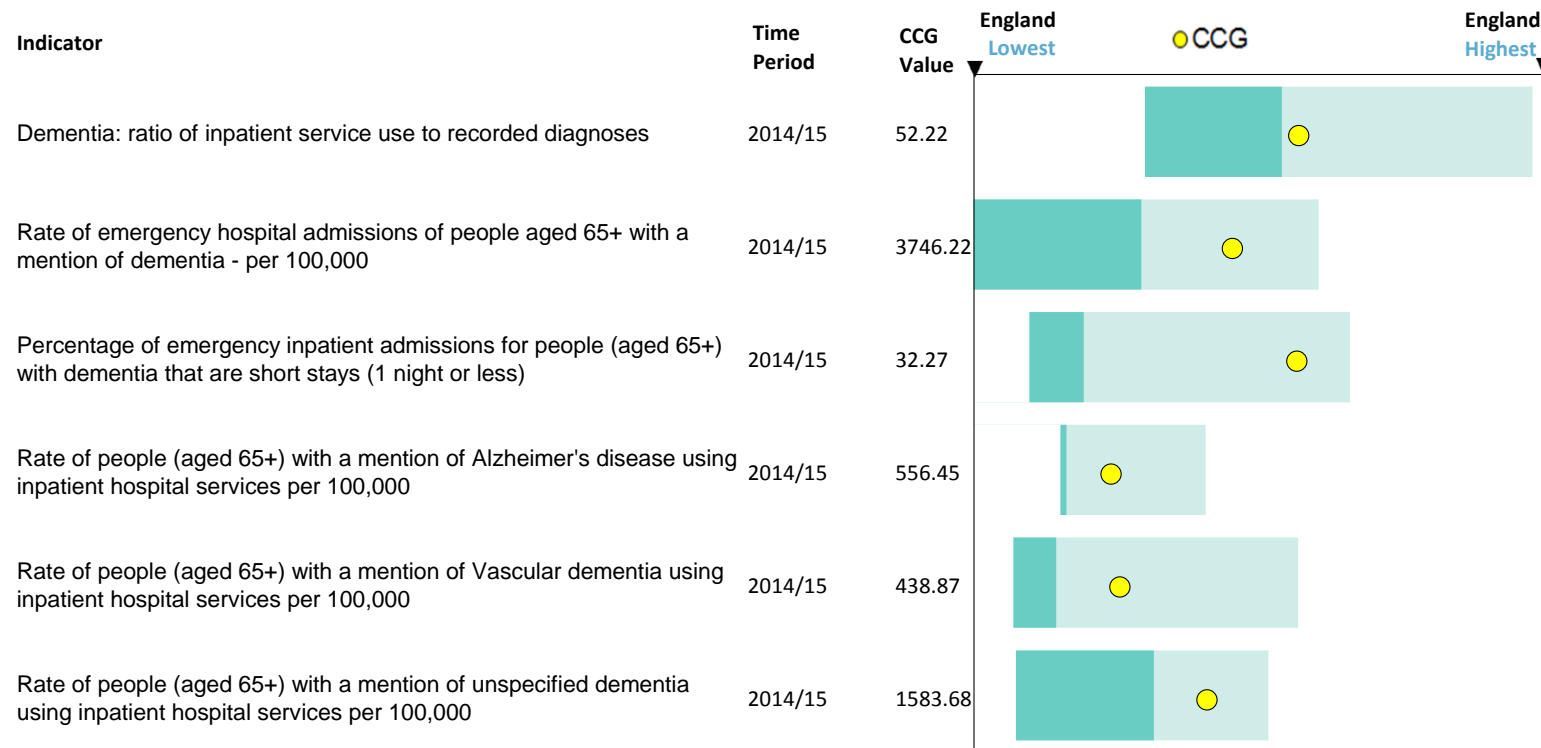 Indicator
Time
Period
CCG
Value
England
Lowest
CCG
England
Highest
Dementia: ratio of inpatient service use to recorded diagnoses
2014/15
52.22
Rate of emergency hospital admissions of people aged 65+ with a
mention of dementia - per 100,000
2014/15
3746.22
Percentage of emergency inpatient admissions for people (aged 65+)
with dementia that are short stays (1 night or less)
2014/15
32.27
Rate of people (aged 65+) with a mention of Alzheimer's disease using
inpatient hospital services per 100,000
2014/15
556.45
Rate of people (aged 65+) with a mention of Vascular dementia using
inpatient hospital services per 100,000
2014/15
438.87
Rate of people (aged 65+) with a mention of unspecified dementia
using inpatient hospital services per 100,000
2014/15
1583.68